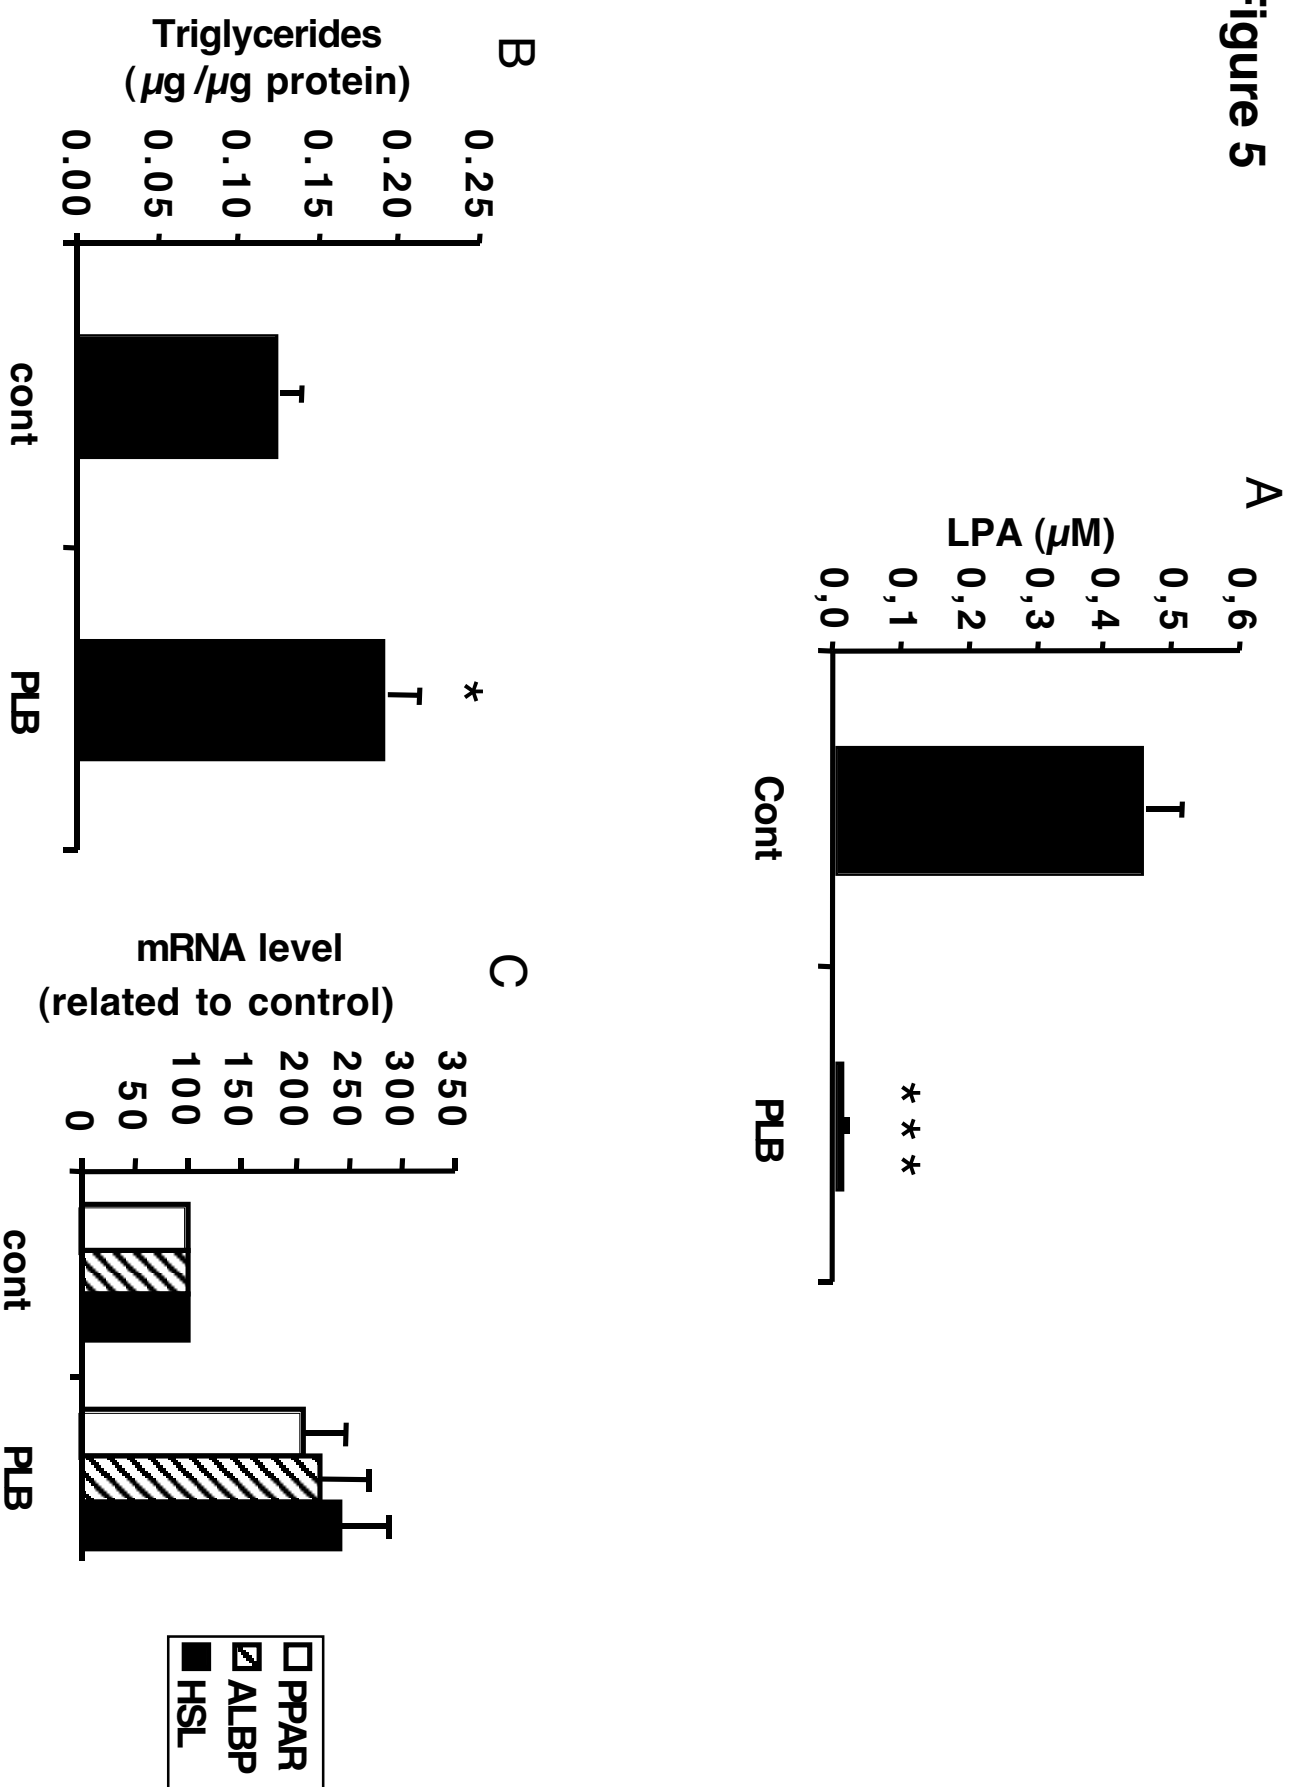 Figure 5
A
LPA (µM)
0,6
0,5
0,4
0,3
0,2
0,1
0,0
***
Cont
PLB
B
Triglycerides
(µg/µg protein)
0.25
0.20
0.15
0.10
0.05
0.00
*
cont
PLB
C
mRNA level
(related to control)
350
300
250
200
150
100
50
0
cont
PLB
PPAR
ALBP
HSL